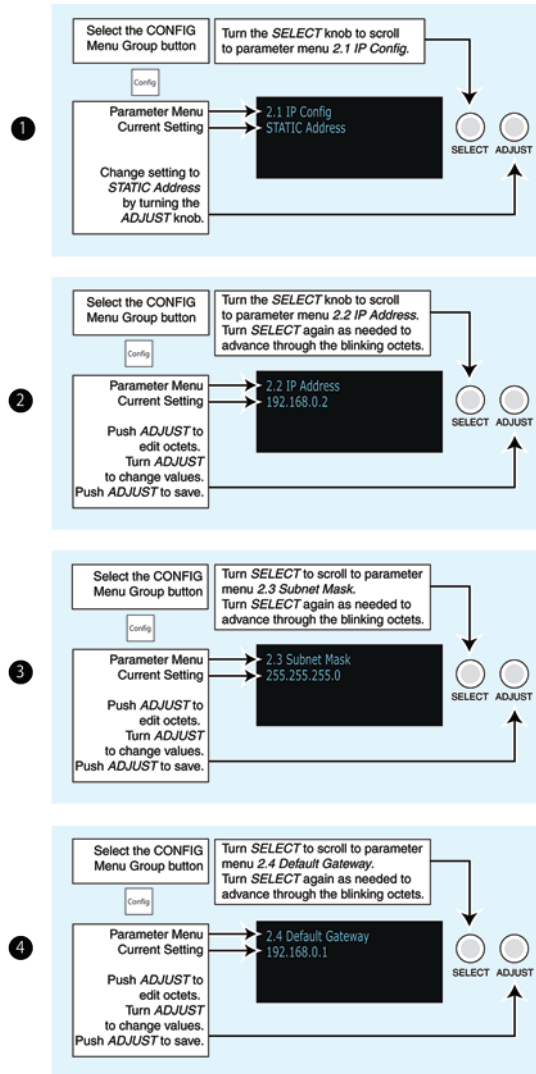 Select the CONFIG
Menu Group button
Turn the SELECT knob to scroll
to parameter menu 2.1 IP Config.
Config
1
Parameter Menu
Current Setting
2.1 IP Config
STATIC Address
SELECT ADJUST
Change setting to
STATIC Address
by turning the
ADJUST knob.
Select the CONFIG
Menu Group button
Turn the SELECT knob to scroll
to parameter menu 2.2 IP Address.
Turn SELECT again as needed to
advance through the blinking octets.
Config
2
Parameter Menu
Current Setting
2.2 IP Address
192.168.0.2
SELECT ADJUST
Push ADJUST to
edit octets.
Turn ADJUST
to change values.
Push ADJUST to save.
Select the CONFIG
Menu Group button
Turn SELECT to scroll to parameter
menu 2.3 Subnet Mask.
Turn SELECT again as needed to
advance through the blinking octets.
Config
3
Parameter Menu
Current Setting
2.3 Subnet Mask
255.255.255.0
SELECT ADJUST
Push ADJUST to
edit octets.
Turn ADJUST
to change values.
Push ADJUST to save.
Select the CONFIG
Menu Group button
Turn SELECT to scroll to parameter
menu 2.4 Default Gateway.
Turn SELECT again as needed to
advance through the blinking octets.
Config
4
Parameter Menu
Current Setting
2.4 Default Gateway
192.168.0.1
SELECT ADJUST
Push ADJUST to
edit octets.
Turn ADJUST
to change values.
Push ADJUST to save.